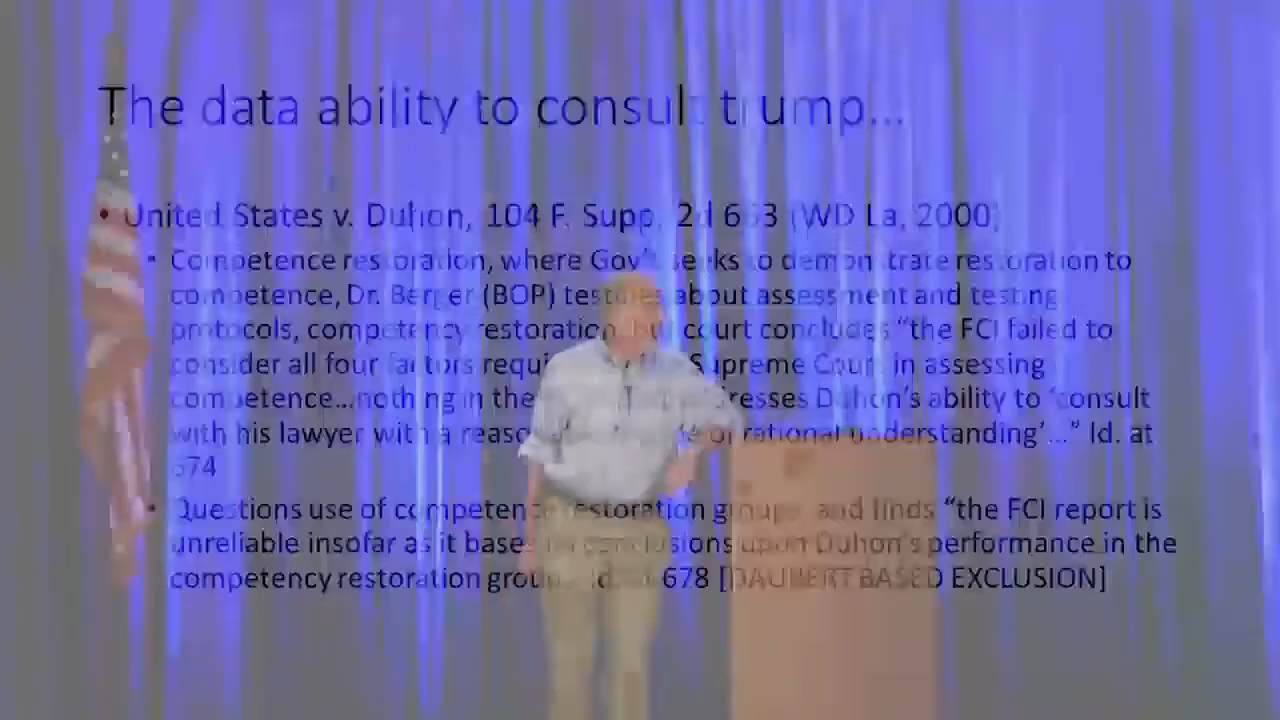 The data ability to consult trump...
• United States v. Duhon, 104 F. Supp. 2d 663 (WD La, 2000)
• Competence restoration, where Gov't seeks to demonstrate restoration to
competence, Dr. Berger (BOP) testifies about assessment and testing
protocols, competency restoration, but court concludes “the FCI failed to
consider all four factors required by the Supreme Court in assessing
competence...nothing in the addresses Duhon's ability to ‘consult
with his lawyer with a reasonable degree of rational understanding’...” Id. at
674
• Questions use of competence restoration groups, and finds “the FCI report is
unreliable insofar as it bases its conclusions upon Duhon's performance in the
competency restoration group. Id. at 678 [DAUBERT BASED EXCLUSION]